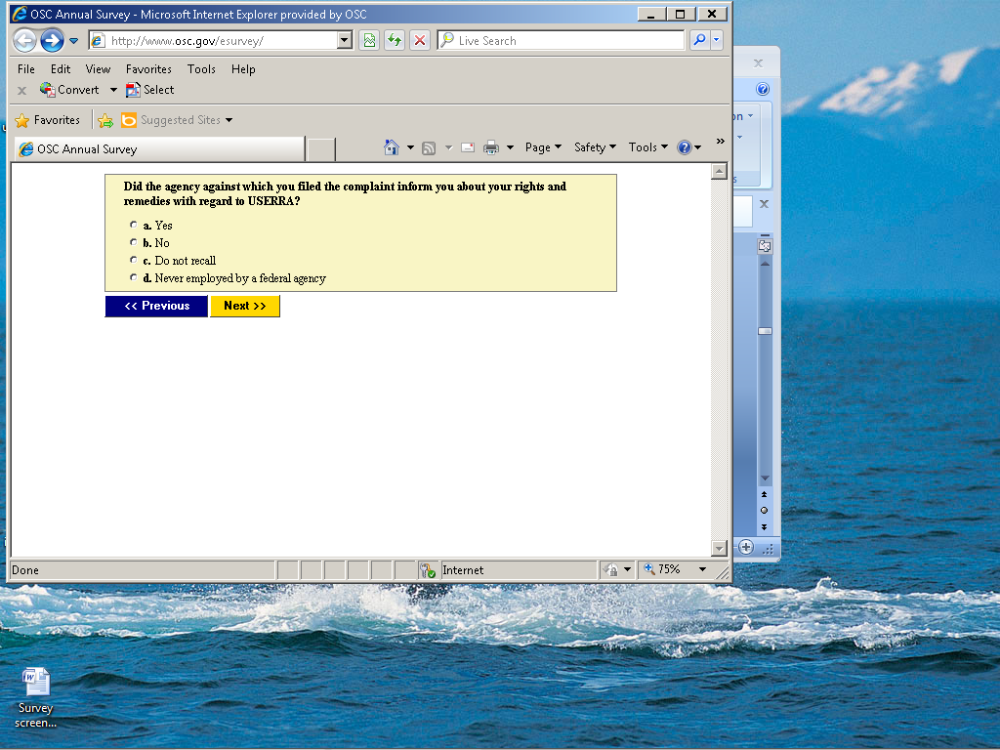 OSC Annual Survey - Microsoft Internet Explorer provided by OSC
http://www.osc.gov/esurvey/
Live Search
File Edit View Favorites Tools Help
x Convert Select
Favorites Suggested Sites
OSC Annual Survey
Page Safety Tools
Did the agency against which you filed the complaint inform you about your rights and
remedies with regard to USERRA?
a. Yes
b. No
c. Do not recall
d. Never employed by a federal agency
<< Previous Next >>
Done Internet 75%
Survey
screen...